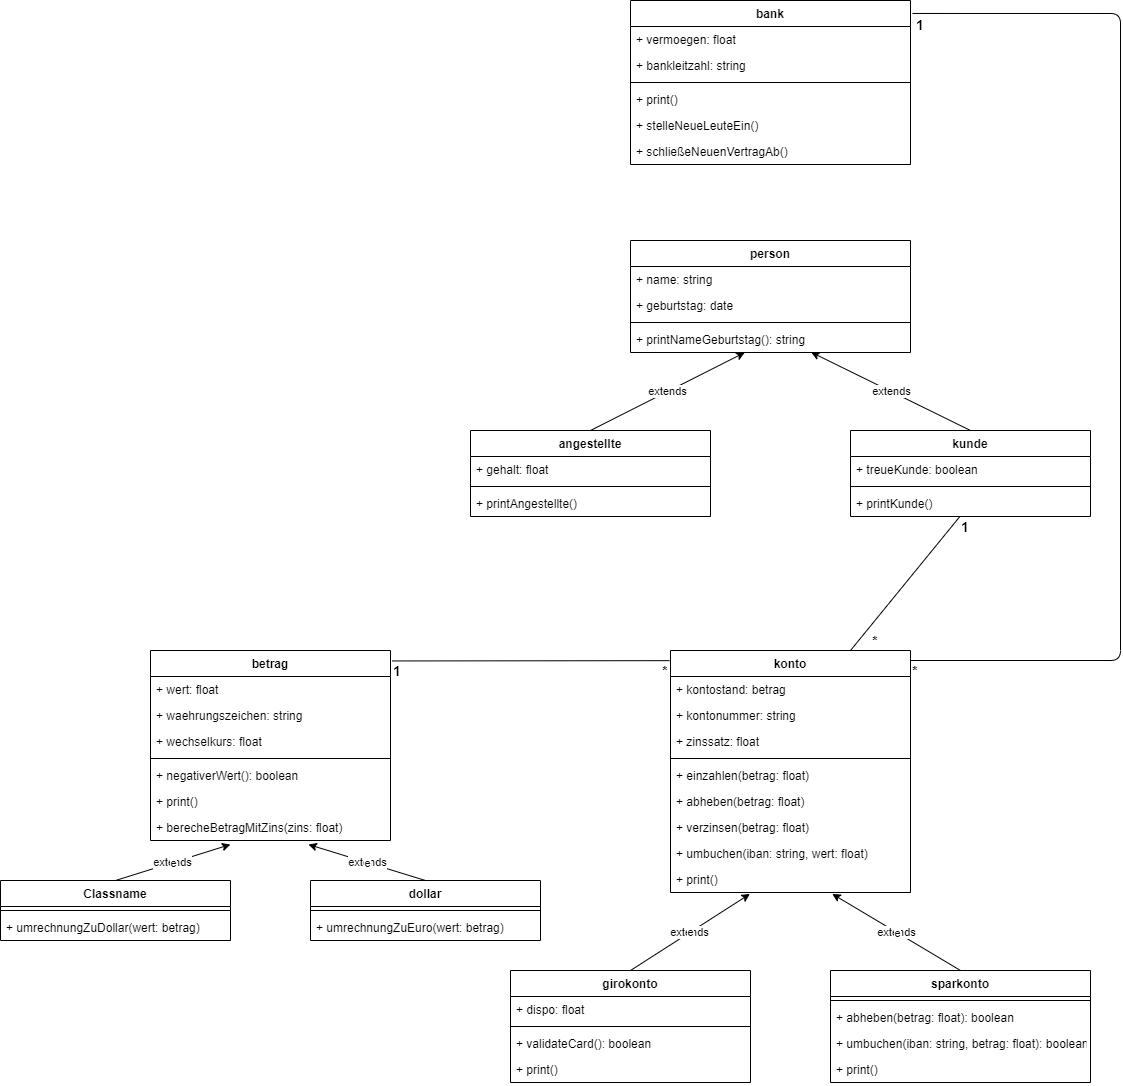 bank
1
+ vermoegen: float
+ bankleitzahl: string
+ print()
+ stelleNeueLeuteEin()
+ schließeNeuenVertragAb()
person
+ name: string
+ geburtstag: date
+ printNameGeburtstag(): string
extends
extends
angestellte
+ gehalt: float
+ printAngestellte()
kunde
+ treueKunde: boolean
+ printKunde()
1
*
betrag
1
+ wert: float
+ waehrungszeichen: string
+ wechselkurs: float
+ negativerWert(): boolean
+ print()
+ berecheBetragMitZins(zins: float)
*
konto
*
+ kontostand: betrag
+ kontonummer: string
+ zinssatz: float
+ einzahlen(betrag: float)
+ abheben(betrag: float)
+ verzinsen(betrag: float)
+ umbuchen(iban: string, wert: float)
+ print()
extends
extends
Classname
+ umrechnungZuDollar(wert: betrag)
dollar
+ umrechnungZuEuro(wert: betrag)
extends
extends
girokonto
+ dispo: float
+ validateCard(): boolean
+ print()
sparkonto
+ abheben(betrag: float): boolean
+ umbuchen(iban: string, betrag: float): boolean
+ print()